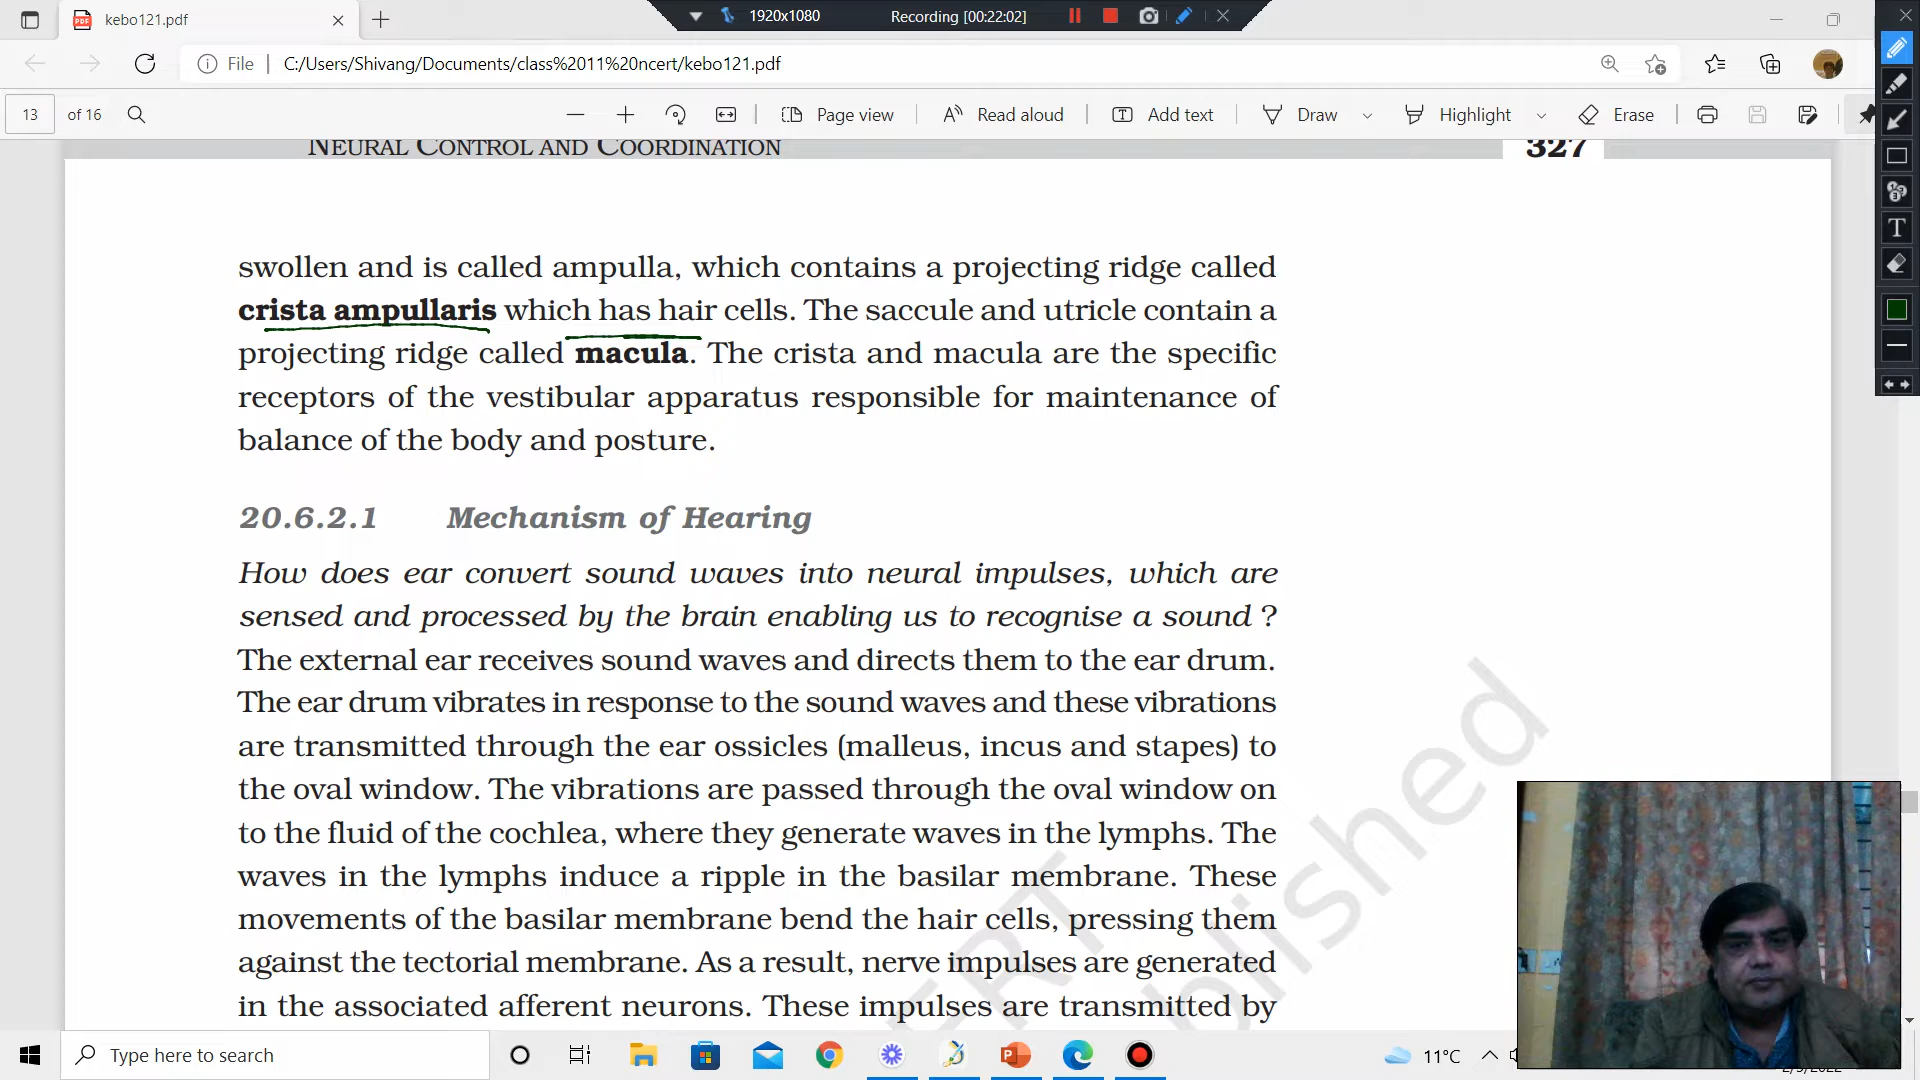 kebo121.pdf
1920x1080
Recording [00:22:02]
File
C:/Users/Shivang/Documents/class%2011%20ncert/kebo121.pdf
13 of 16
Page view
Read aloud
Add text
Draw
Highlight
Erase
NEURAL CONTROL AND COORDINATION
327
swollen and is called ampulla, which contains a projecting ridge called
crista ampullaris which has hair cells. The saccule and utricle contain a
projecting ridge called macula. The crista and macula are the specific
receptors of the vestibular apparatus responsible for maintenance of
balance of the body and posture.
20.6.2.1 Mechanism of Hearing
How does ear convert sound waves into neural impulses, which are
sensed and processed by the brain enabling us to recognise a sound ?
The external ear receives sound waves and directs them to the ear drum.
The ear drum vibrates in response to the sound waves and these vibrations
are transmitted through the ear ossicles (malleus, incus and stapes) to
the oval window. The vibrations are passed through the oval window on
to the fluid of the cochlea, where they generate waves in the lymphs. The
waves in the lymphs induce a ripple in the basilar membrane. These
movements of the basilar membrane bend the hair cells, pressing them
against the tectorial membrane. As a result, nerve impulses are generated
in the associated afferent neurons. These impulses are transmitted by
Type here to search
11°C